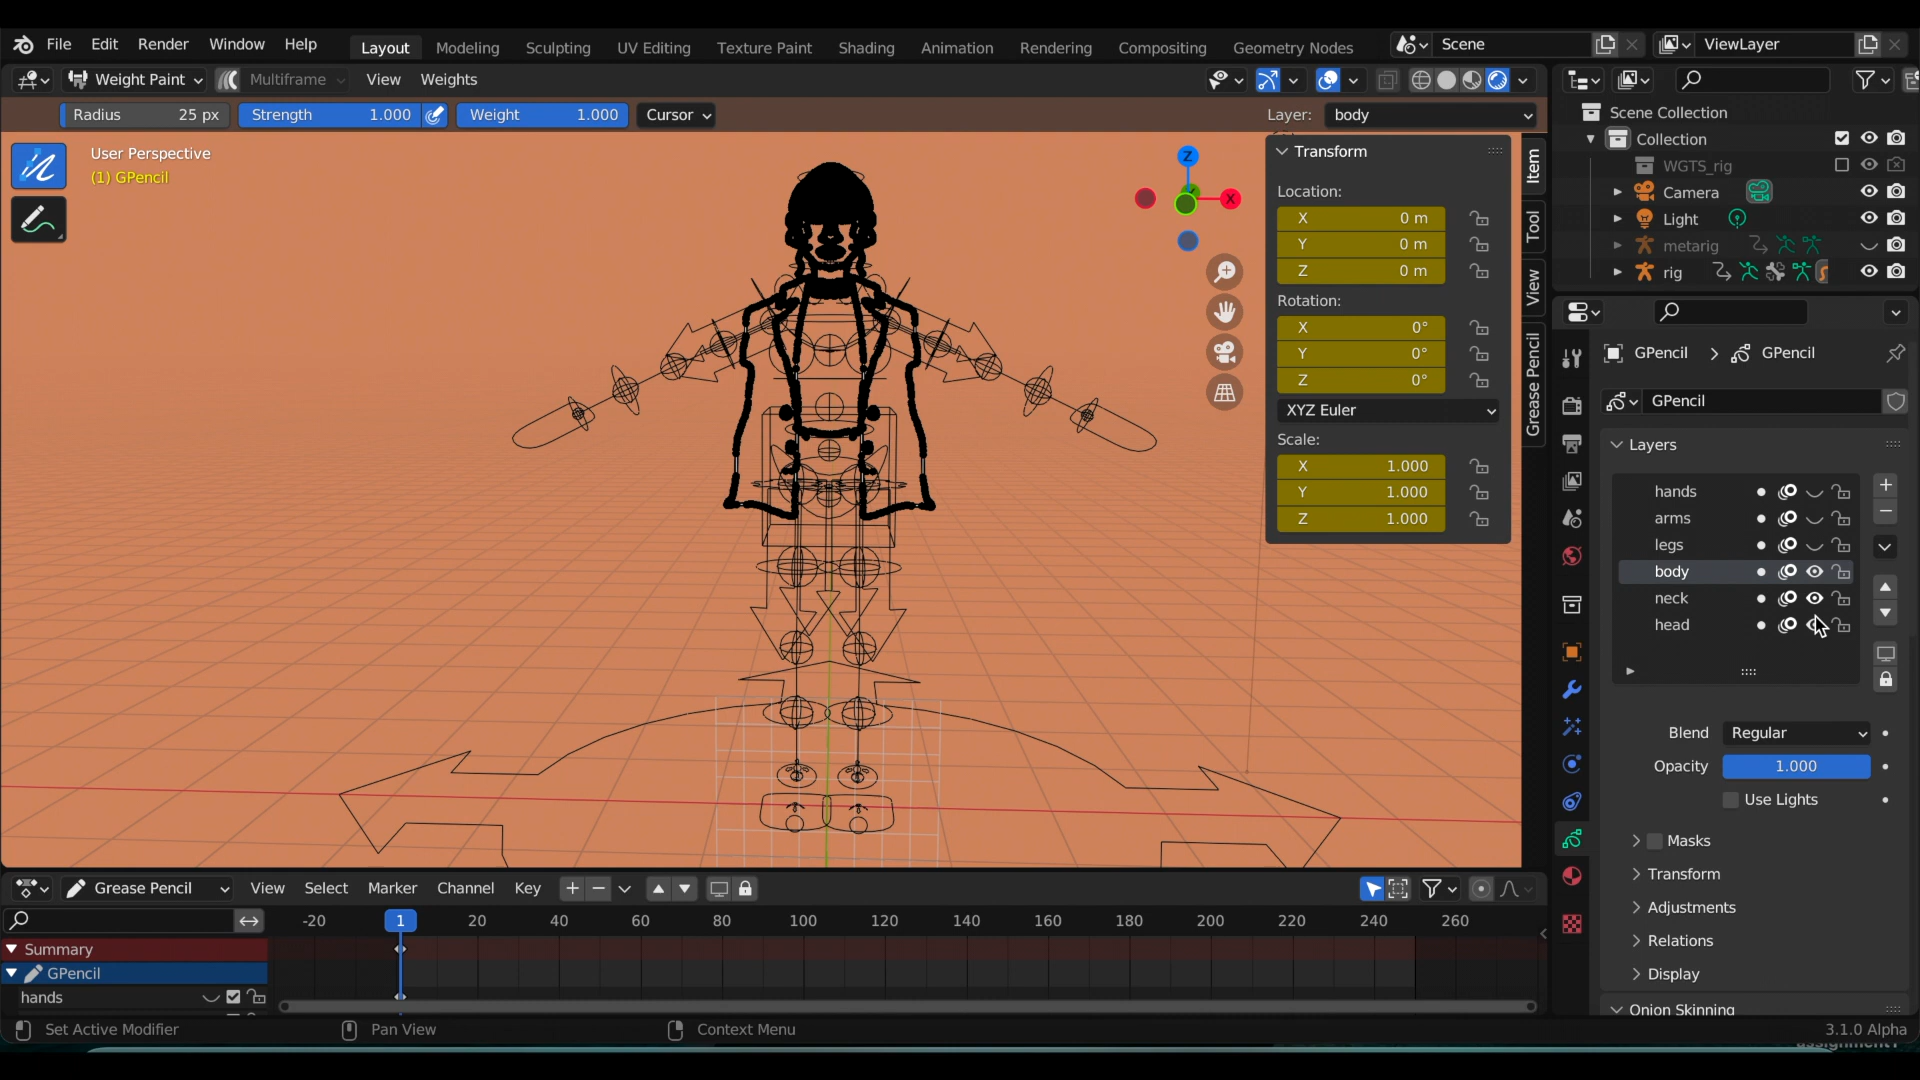 File Edit Render Window Help Layout Modeling Sculpting UV Editing Texture Paint Shading Animation Rendering Compositing Geometry Nodes Scene ViewLayer
Weight Paint Multiframe View Weights
Radius 25 px Strength 1.000 Weight 1.000 Cursor Layer: body
User Perspective
(1) GPencil
Z
X
Transform
Location:
X 0 m
Y 0 m
Z 0 m
Rotation:
X 0°
Y 0°
Z 0°
XYZ Euler
Scale:
X 1.000
Y 1.000
Z 1.000
Item
Tool
View
Grease Pencil
Scene Collection
Collection
WGTS_rig
Camera
Light
metarig
rig
GPencil > GPencil
GPencil
Layers
hands
arms
legs
body
neck
head
Blend Regular
Opacity 1.000
Use Lights
Masks
Transform
Adjustments
Relations
Display
Onion Skinning
Grease Pencil View Select Marker Channel Key
-20 1 20 40 60 80 100 120 140 160 180 200 220 240 260
Summary
GPencil
hands
Set Active Modifier Pan View Context Menu 3.1.0 Alpha